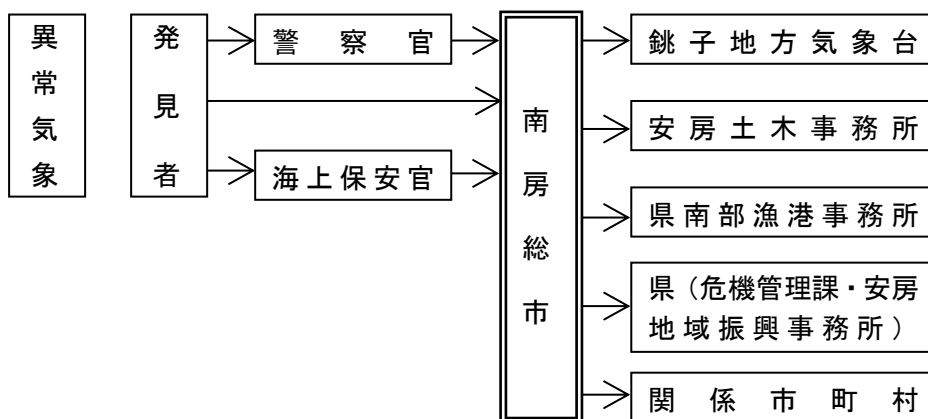 異常気象
発見者
警察官
海上保安官
南房総市
銚子地方気象台
安房土木事務所
県南部漁港事務所
県（危機管理課・安房
地域振興事務所）
関係市町村